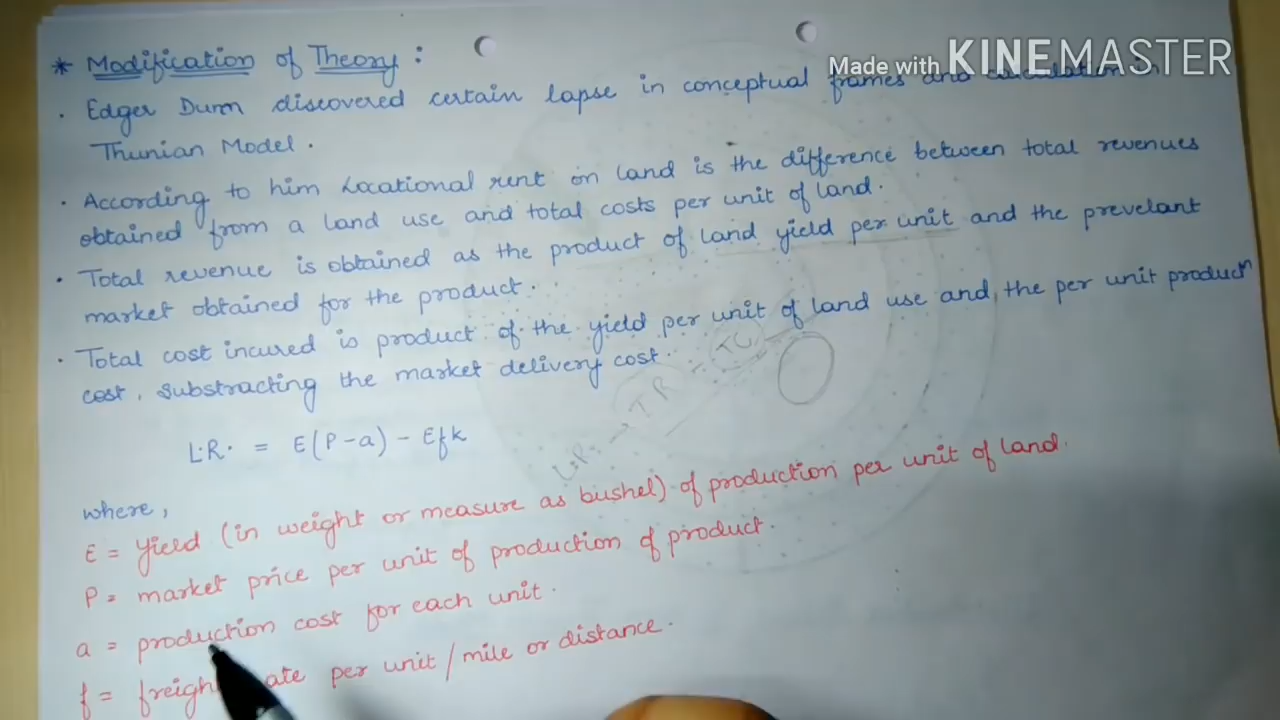 Made with KINEMASTER
* Modification of Theory :
. Edger Dunn discovered certain lapse in conceptual frames and calculation in
Thunian Model.
. According to him Locational rent on land is the difference between total revenues
obtained from a land use and total costs per unit of land.
. Total revenue is obtained as the product of land yield per unit and the prevelant
market obtained for the product.
. Total cost incured is product of the yield per unit of land use and the per unit productn
cost, substracting the market delivery cost.
L.R. = E(P-a) - Efk
L.R. → TR - TC
where,
E = Yield (in weight or measure as bushel) of production per unit of land.
P = market price per unit of production of product.
a = production cost for each unit.
f = freigh ate per unit / mile or distance.